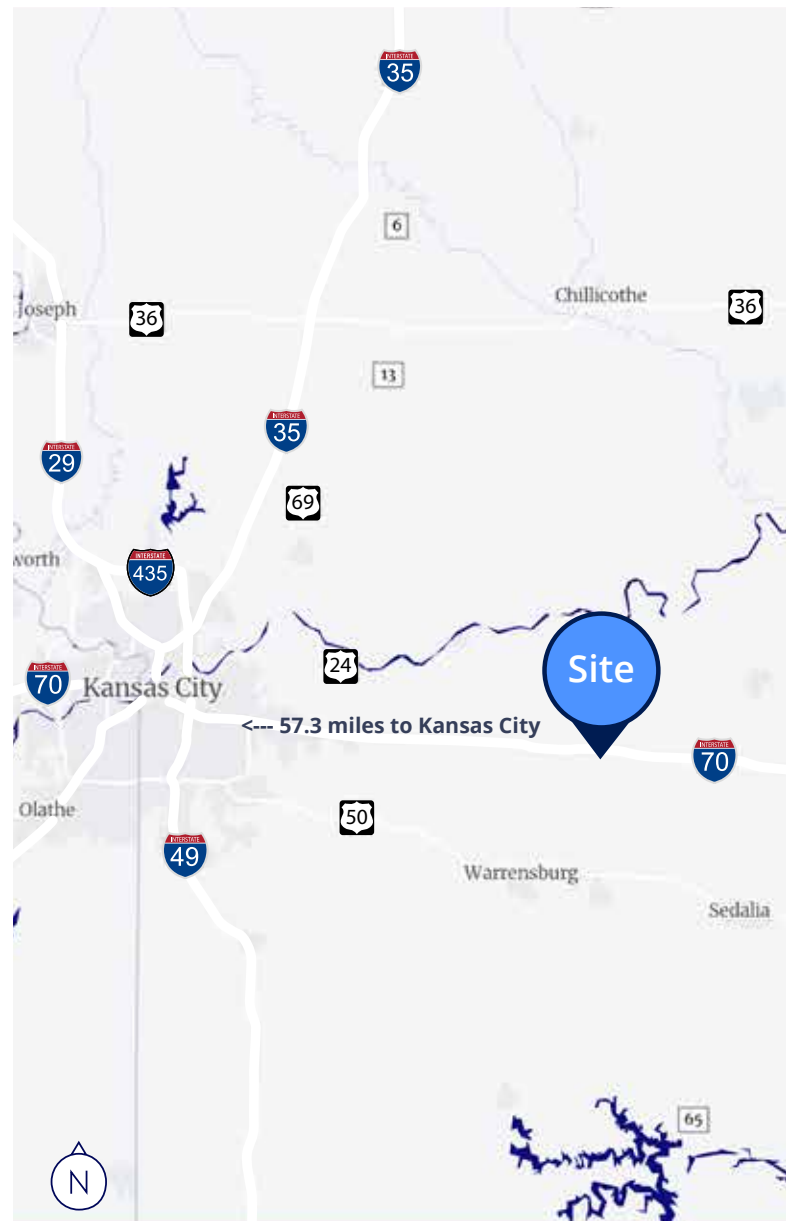 INTERSTATE
35
6
Chillicothe
36
Joseph
36
13
INTERSTATE
35
INTERSTATE
29
69
worth
INTERSTATE
435
24
Site
INTERSTATE
70
Kansas City
<--- 57.3 miles to Kansas City
INTERSTATE
70
Olathe
50
INTERSTATE
49
Warrensburg
Sedalia
65
N